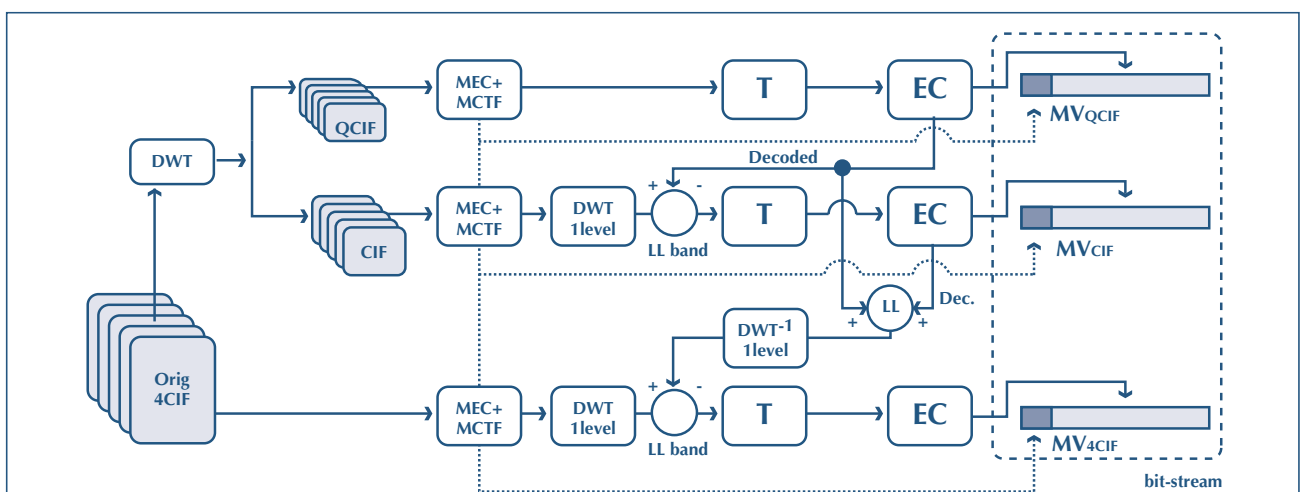 MEC+
MCTF
T
EC
QCIF
MVQCIF
DWT
Decoded
+
-
MEC+
MCTF
DWT
1level
T
EC
CIF
LL band
MVCIF
LL
Dec.
+
+
DWT-1
1level
Orig
4CIF
+
-
MEC+
MCTF
DWT
1level
T
EC
LL band
MV4CIF
bit-stream